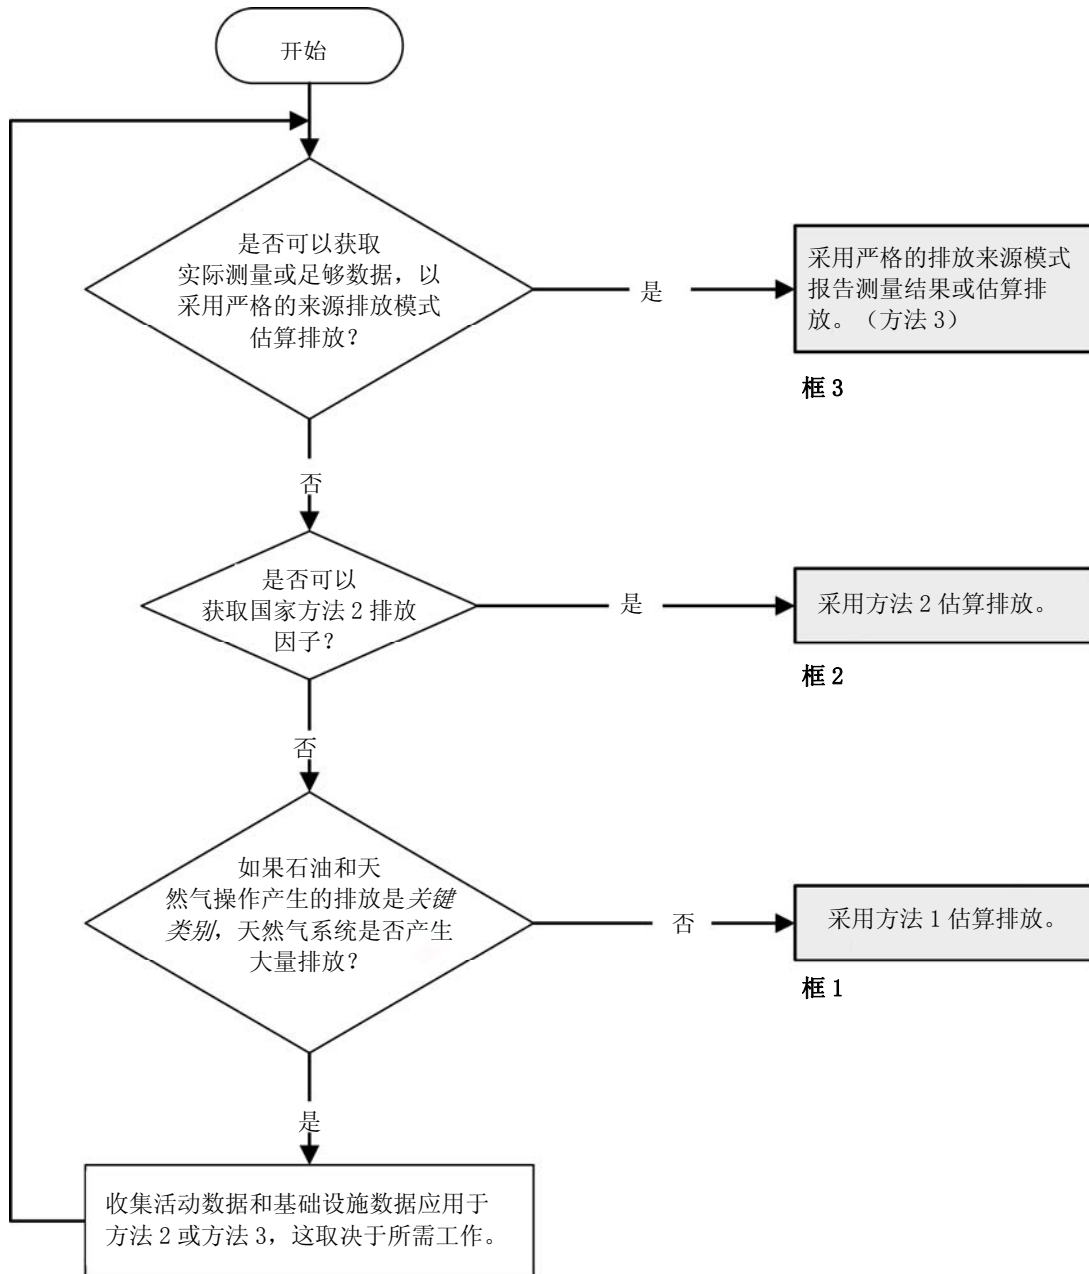 开始
是否可以获取
实际测量或足够数据，以
采用严格的来源排放模式
估算排放？
是
采用严格的排放来源模式
报告测量结果或估算排
放。（方法 3）
框 3
否
是否可以
获取国家方法 2 排放
因子？
是
采用方法 2 估算排放。
框 2
否
如果石油和天
然气操作产生的排放是关键
类别，天然气系统是否产生
大量排放？
否
采用方法 1 估算排放。
框 1
是
收集活动数据和基础设施数据应用于
方法 2 或方法 3，这取决于所需工作。